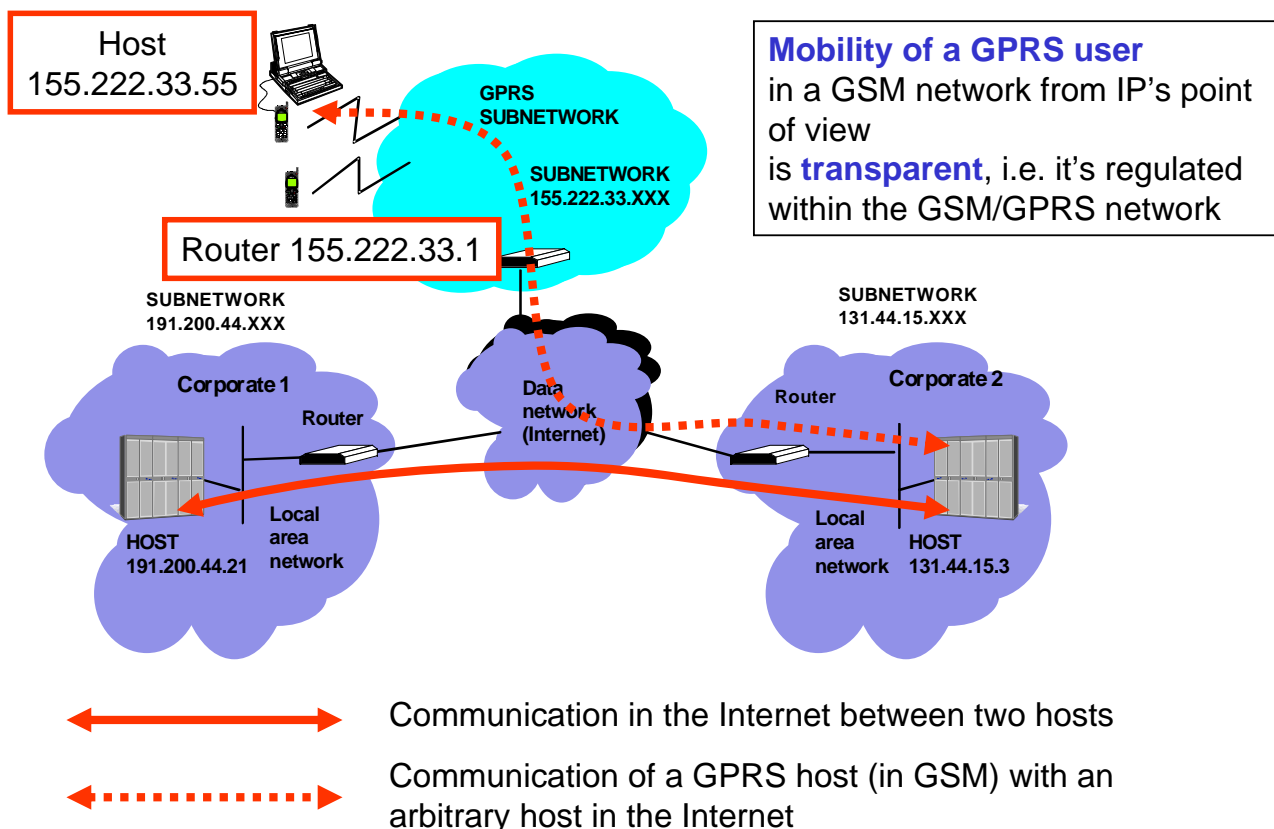 Host
155.222.33.55
Mobility of a GPRS user
in a GSM network from IP's point
of view
is transparent, i.e. it's regulated
within the GSM/GPRS network
GPRS
SUBNETWORK
SUBNETWORK
155.222.33.XXX
Router 155.222.33.1
SUBNETWORK
191.200.44.XXX
SUBNETWORK
131.44.15.XXX
Corporate 1
Router
Data
network
(Internet)
Router
Corporate 2
HOST
191.200.44.21
Local
area
network
Local
area
network
HOST
131.44.15.3
Communication in the Internet between two hosts
Communication of a GPRS host (in GSM) with an
arbitrary host in the Internet